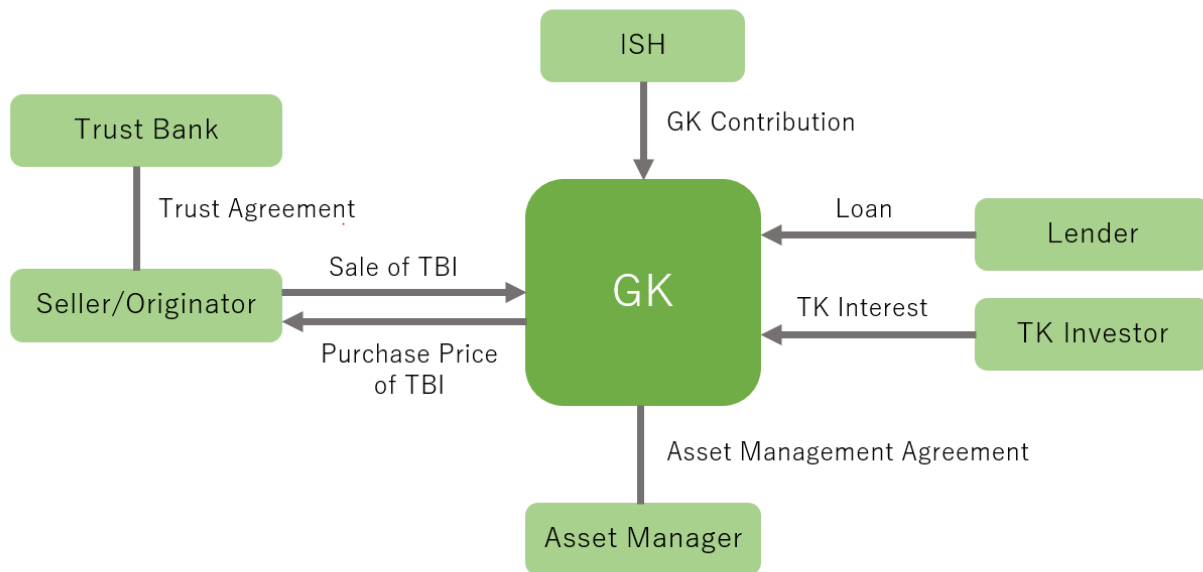 ISH
GK Contribution
Trust Bank
Trust Agreement
Loan
Lender
Sale of TBI
Seller/Originator
GK
TK Interest
TK Investor
Purchase Price
of TBI
Asset Management Agreement
Asset Manager